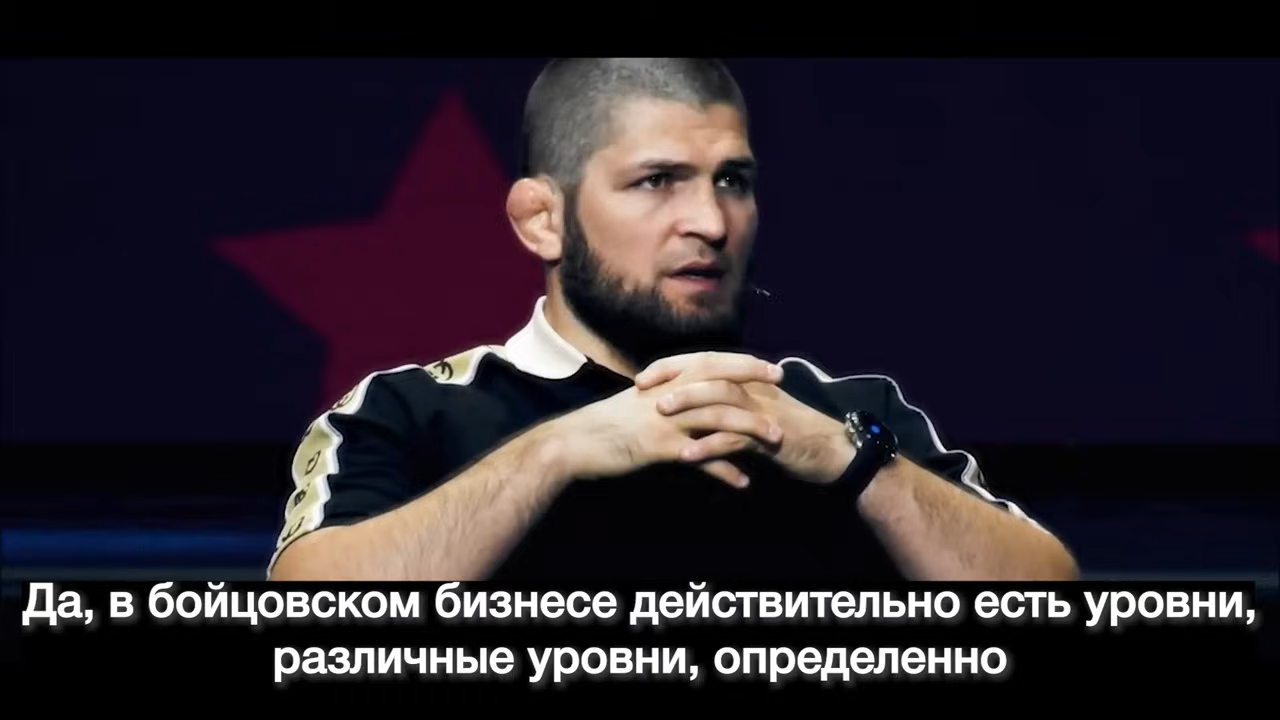 Да, в бойцовском бизнесе действительно есть уровни,
различные уровни, определенно